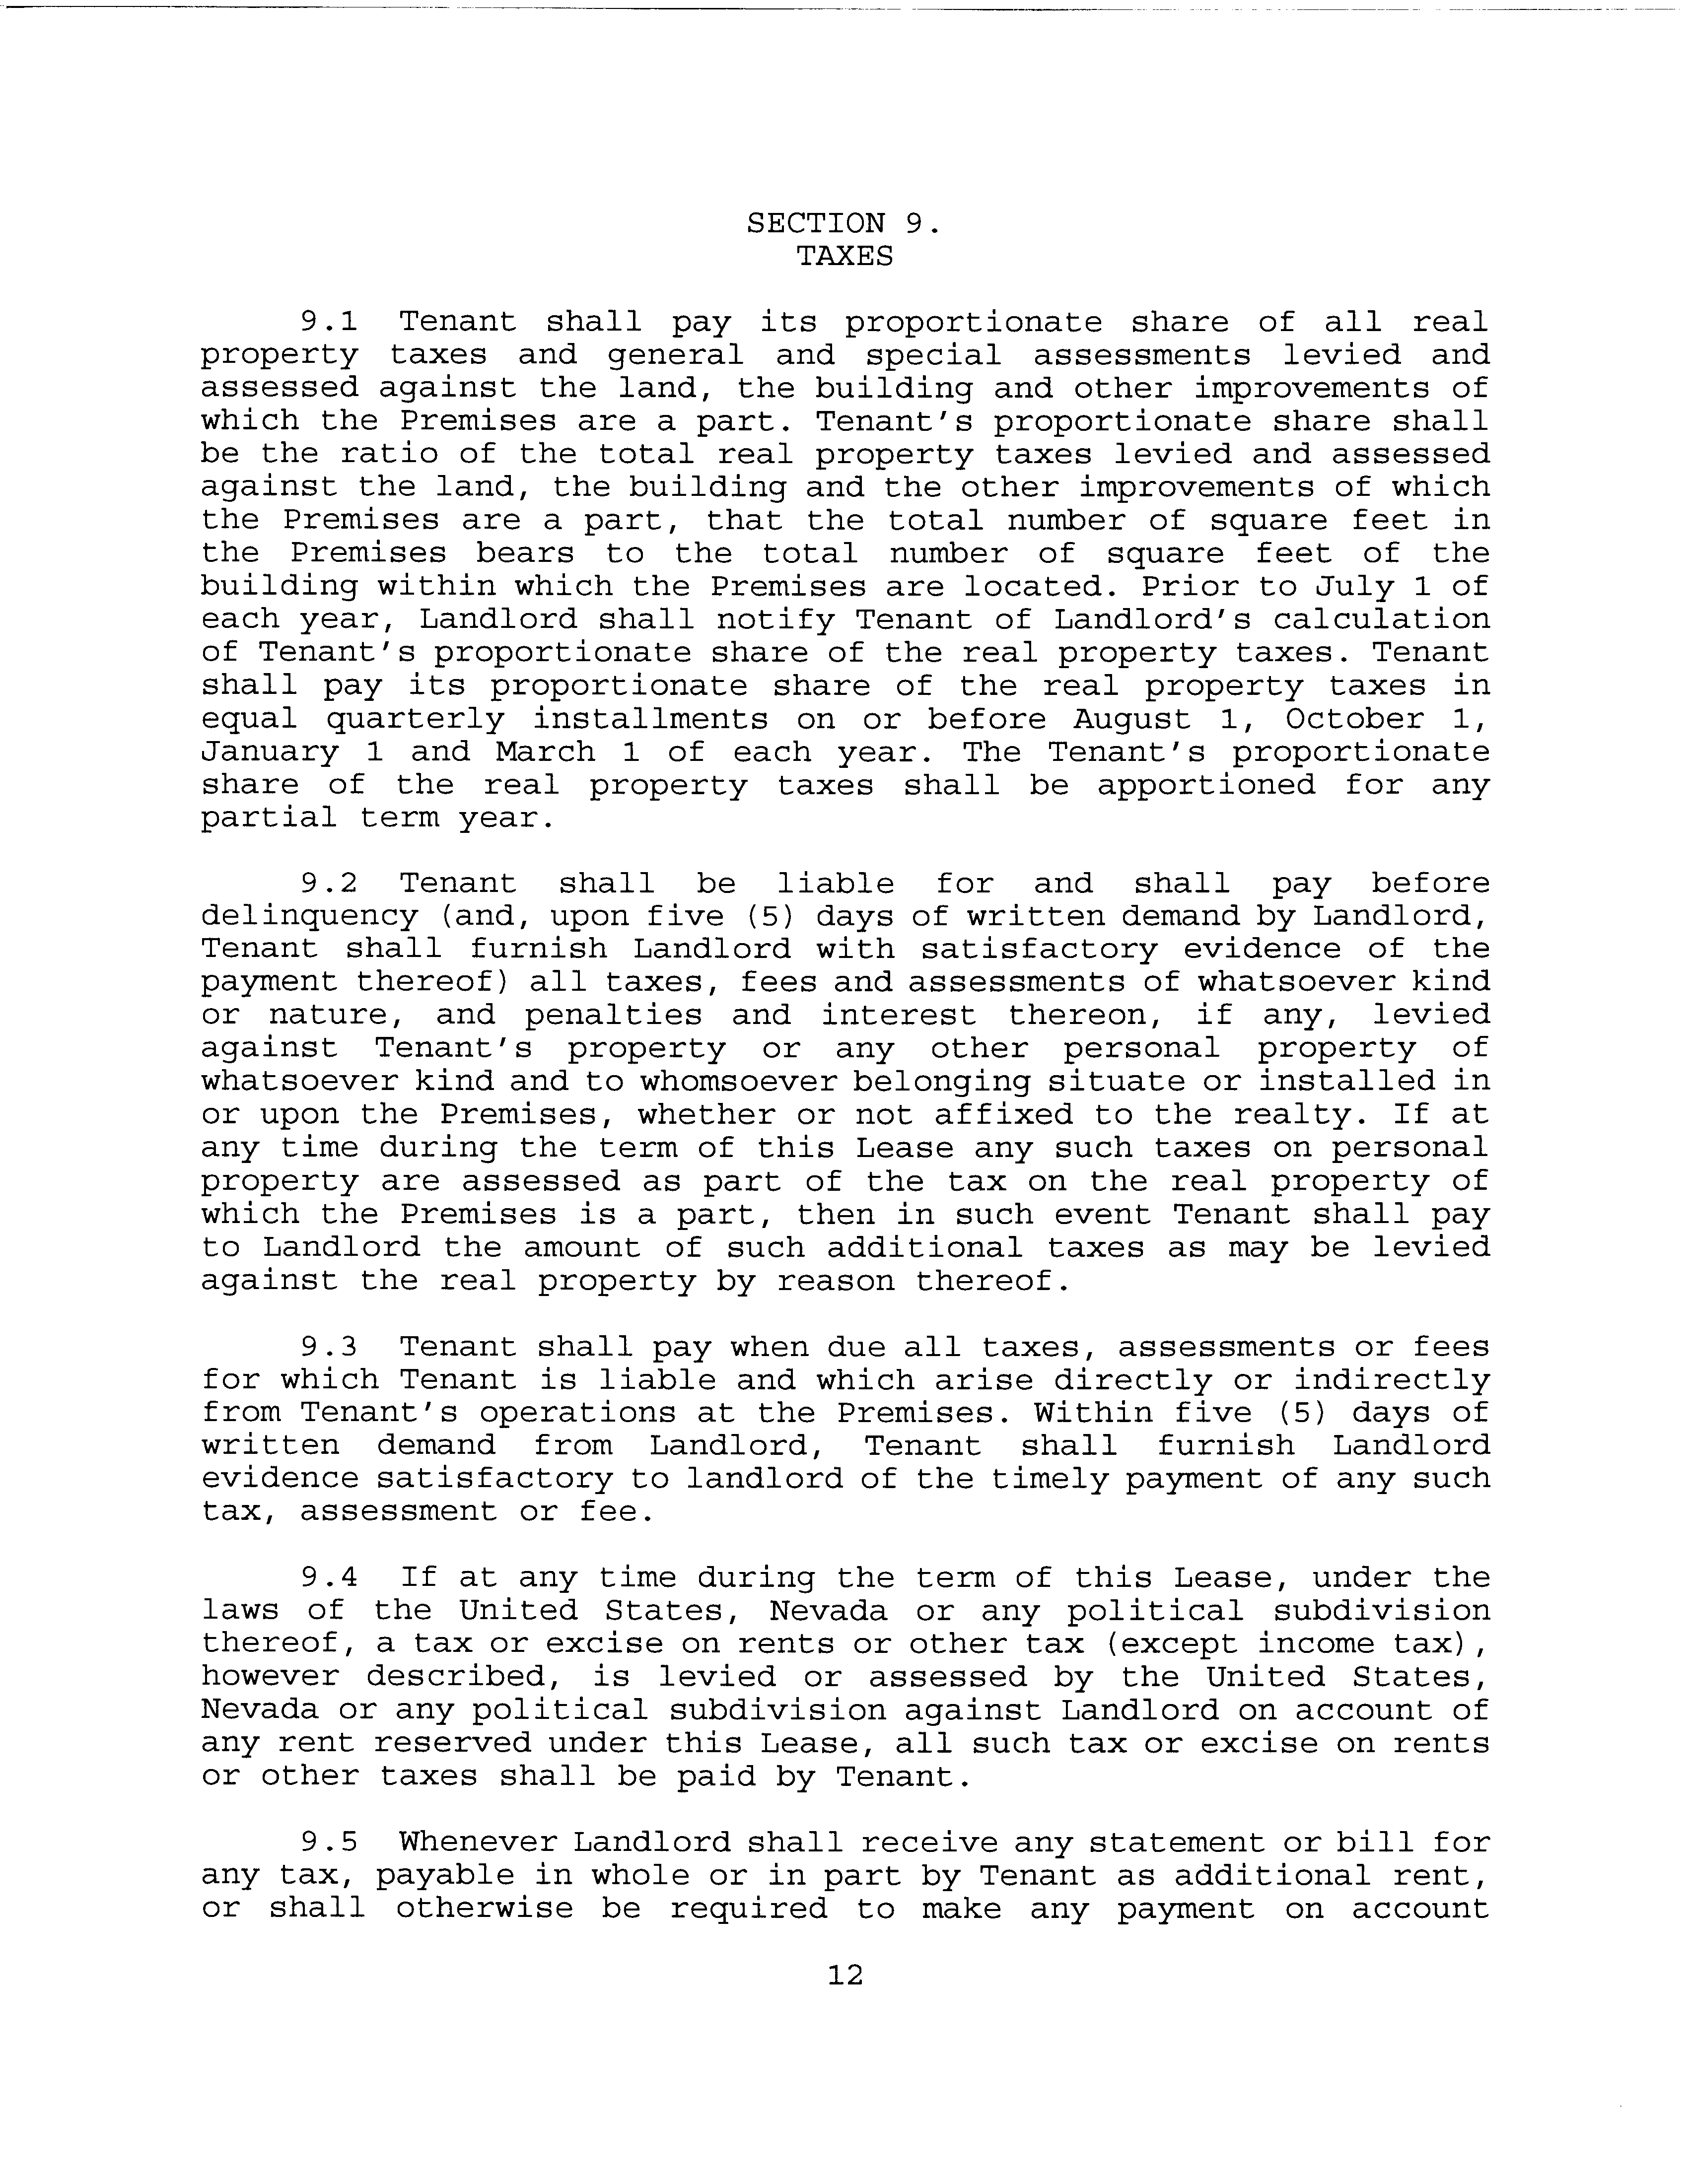 SECTION 9.
TAXES
9.1 Tenant shall pay its proportionate share of all real
property taxes and general and special assessments levied and
assessed against the land, the building and other improvements of
which the Premises are a part. Tenant's proportionate share shall
be the ratio of the total real property taxes levied and assessed
against the land, the building and the other improvements of which
the Premises are a part, that the total number of square feet in
the Premises bears to the total number of square feet of the
building within which the Premises are located. Prior to July 1 of
each year, Landlord shall notify Tenant of Landlord's calculation
of Tenant's proportionate share of the real property taxes. Tenant
shall pay its proportionate share of the real property taxes in
equal quarterly installments on or before August 1, October 1,
January 1 and March 1 of each year. The Tenant's proportionate
share of the real property taxes shall be apportioned for any
partial term year.
9.2 Tenant shall be liable for and shall pay before
delinquency (and, upon five (5) days of written demand by Landlord,
Tenant shall furnish Landlord with satisfactory evidence of the
payment thereof) all taxes, fees and assessments of whatsoever kind
or nature, and penalties and interest thereon, if any, levied
against Tenant's property or any other personal property of
whatsoever kind and to whomsoever belonging situate or installed in
or upon the Premises, whether or not affixed to the realty. If at
any time during the term of this Lease any such taxes on personal
property are assessed as part of the tax on the real property of
which the Premises is a part, then in such event Tenant shall pay
to Landlord the amount of such additional taxes as may be levied
against the real property by reason thereof.
9.3 Tenant shall pay when due all taxes, assessments or fees
for which Tenant is liable and which arise directly or indirectly
from Tenant's operations at the Premises. Within five (5) days of
written demand from Landlord, Tenant shall furnish Landlord
evidence satisfactory to landlord of the timely payment of any such
tax, assessment or fee.
9.4 If at any time during the term of this Lease, under the
laws of the United States, Nevada or any political subdivision
thereof, a tax or excise on rents or other tax (except income tax),
however described, is levied or assessed by the United States,
Nevada or any political subdivision against Landlord on account of
any rent reserved under this Lease, all such tax or excise on rents
or other taxes shall be paid by Tenant.
9.5 Whenever Landlord shall receive any statement or bill for
any tax, payable in whole or in part by Tenant as additional rent,
or shall otherwise be required to make any payment on account
12